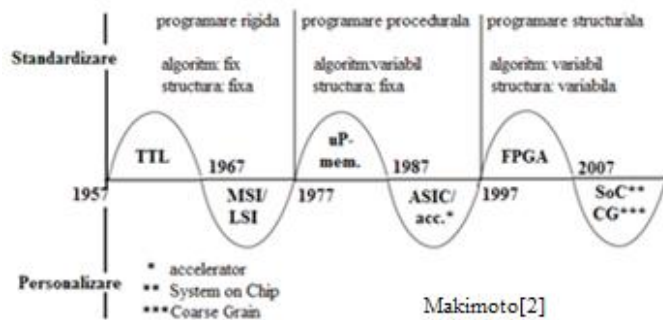 programare rigida
programare procedurala
programare structurala
Standardizare
algoritm: fix
structura: fixa
algoritm:variabil
structura: fixa
algoritm: variabil
structura: variabila
TTL
uP-
mem.
FPGA
1967
1987
2007
1957
MSI/
LSI
1977
ASIC/
acc.*
1997
SoC**
CG***
Personalizare
* accelerator
** System on Chip
***Coarse Grain
Makimoto[2]